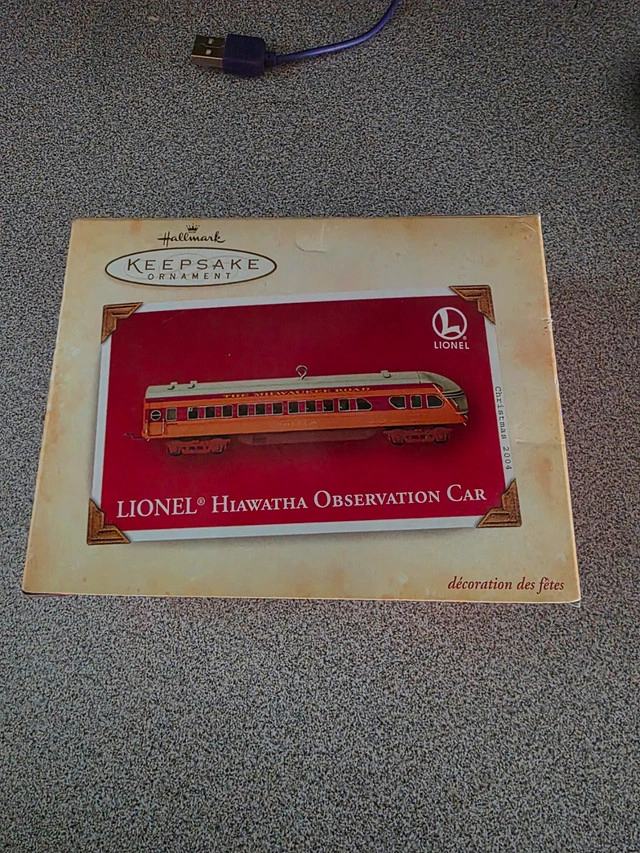 Hallmark
KEEPSAKE
ORNAMENT
L
LIONEL
THE MILWAUKEE ROAD
Christmas 2004
LIONEL® HIAWATHA OBSERVATION CAR
décoration des fêtes